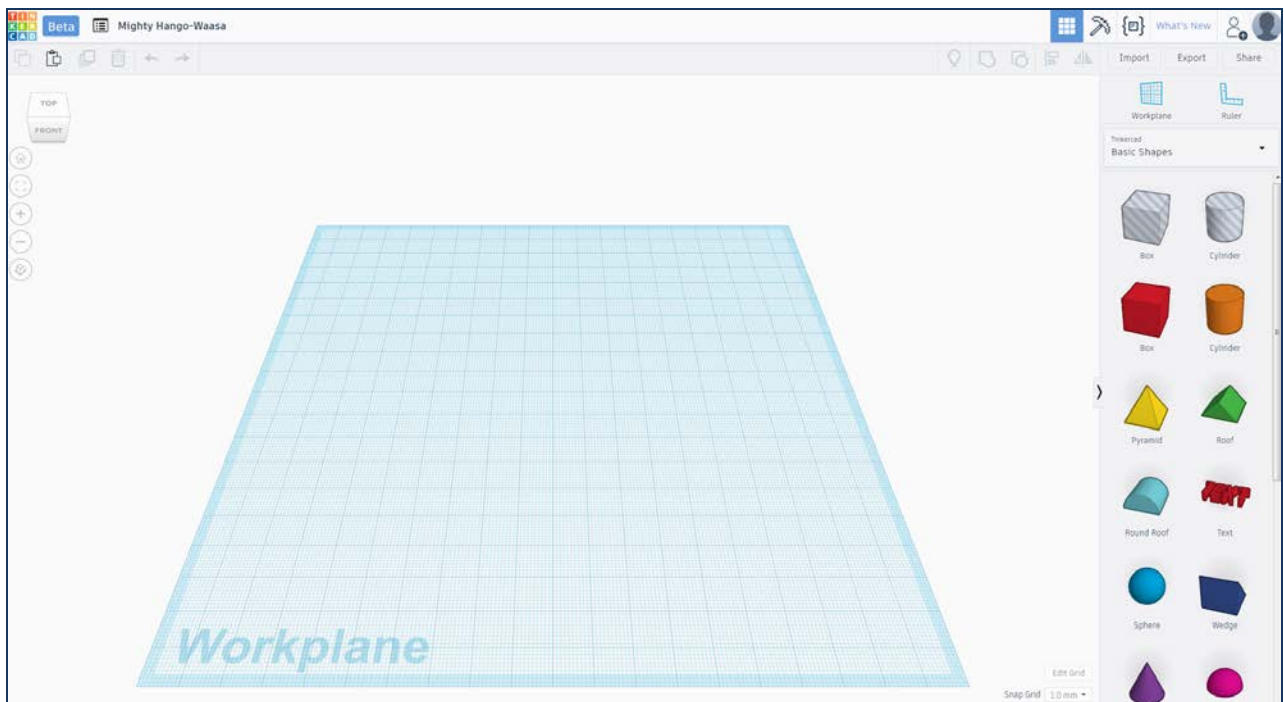 TIN
KER
CAD
Beta
Mighty Hango-Waasa
What's New
Import Export Share
TOP
FRONT
Workplane Ruler
Tinkercad
Basic Shapes
Box Cylinder
Box Cylinder
Pyramid Roof
TEXT
Round Roof Text
Sphere Wedge
Workplane
Edit Grid
Snap Grid 1.0 mm